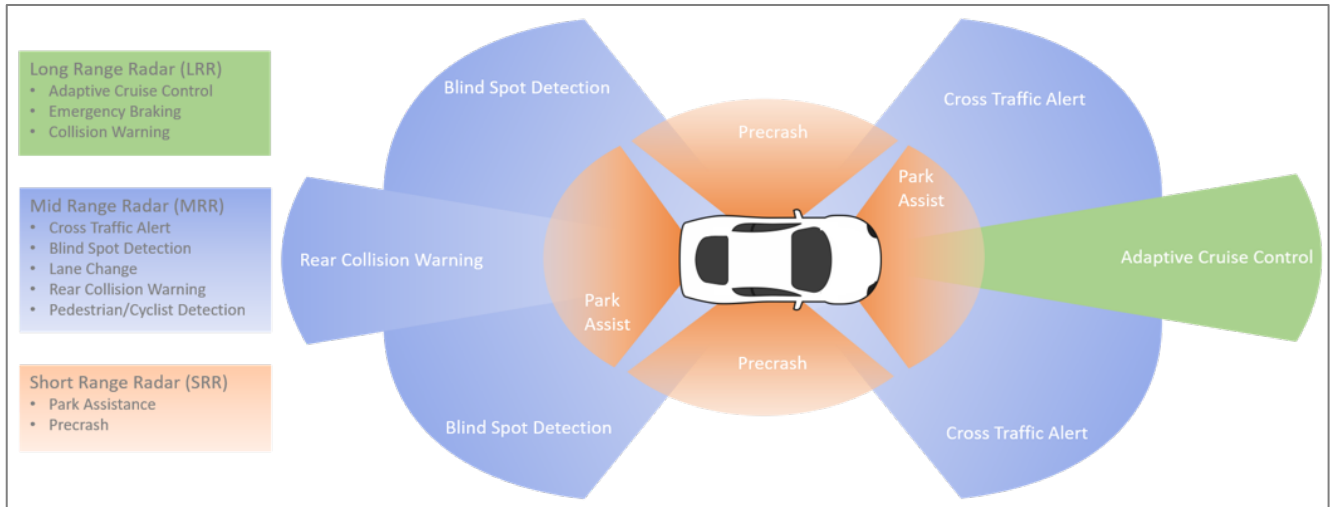 Long Range Radar (LRR)
• Adaptive Cruise Control
• Emergency Braking
• Collision Warning
Mid Range Radar (MRR)
• Cross Traffic Alert
• Blind Spot Detection
• Lane Change
• Rear Collision Warning
• Pedestrian/Cyclist Detection
Short Range Radar (SRR)
• Park Assistance
• Precrash
Blind Spot Detection
Cross Traffic Alert
Precrash
Park
Assist
Rear Collision Warning
Adaptive Cruise Control
Park
Assist
Precrash
Blind Spot Detection
Cross Traffic Alert